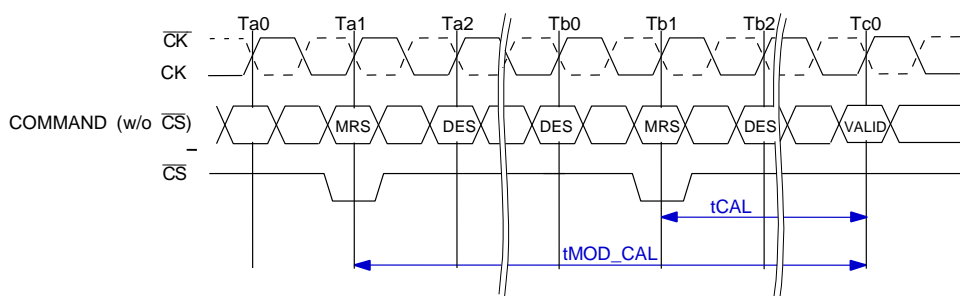 Ta0 Ta1 Ta2 Tb0 Tb1 Tb2 Tc0
CK
CK
COMMAND (w/o CS)
MRS DES DES MRS DES VALID
CS
tCAL
tMOD_CAL